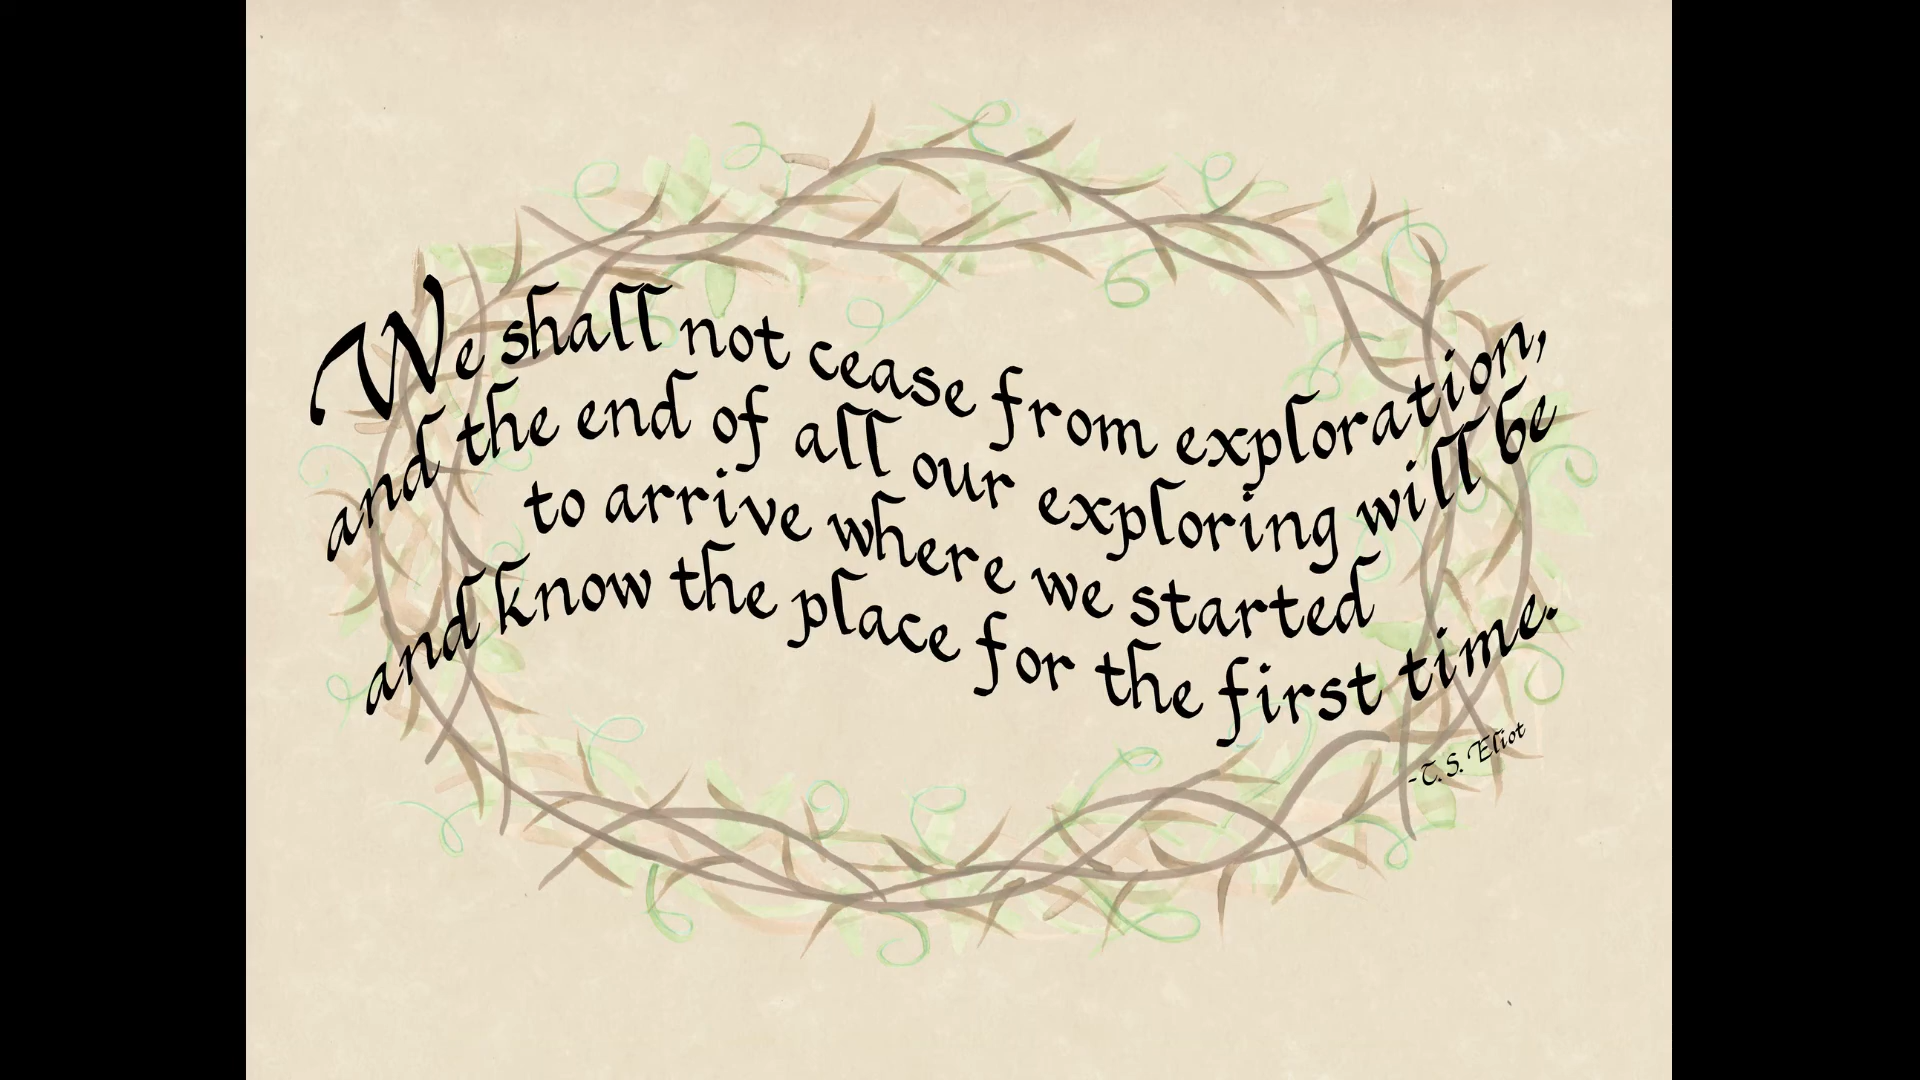 We shall not cease from exploration,
and the end of all our exploring will be
to arrive where we started
and know the place for the first time.
-T. S. Eliot